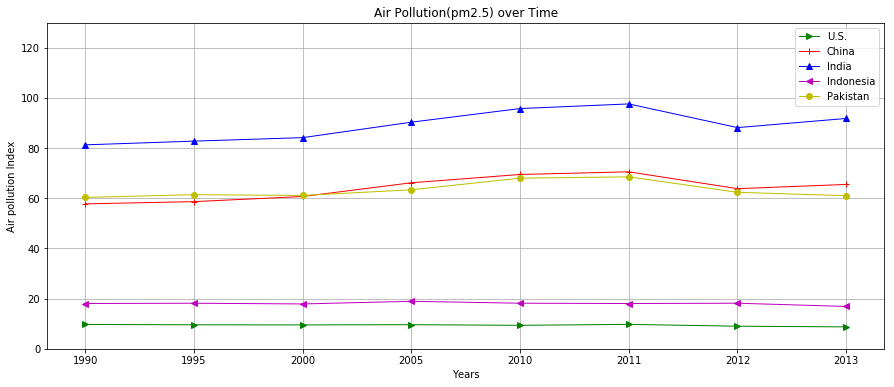 Air Pollution(pm2.5) over Time
120
100
80
60
40
20
0
Air pollution Index
1990 1995 2000 2005 2010 2011 2012 2013
Years
U.S.
China
India
Indonesia
Pakistan